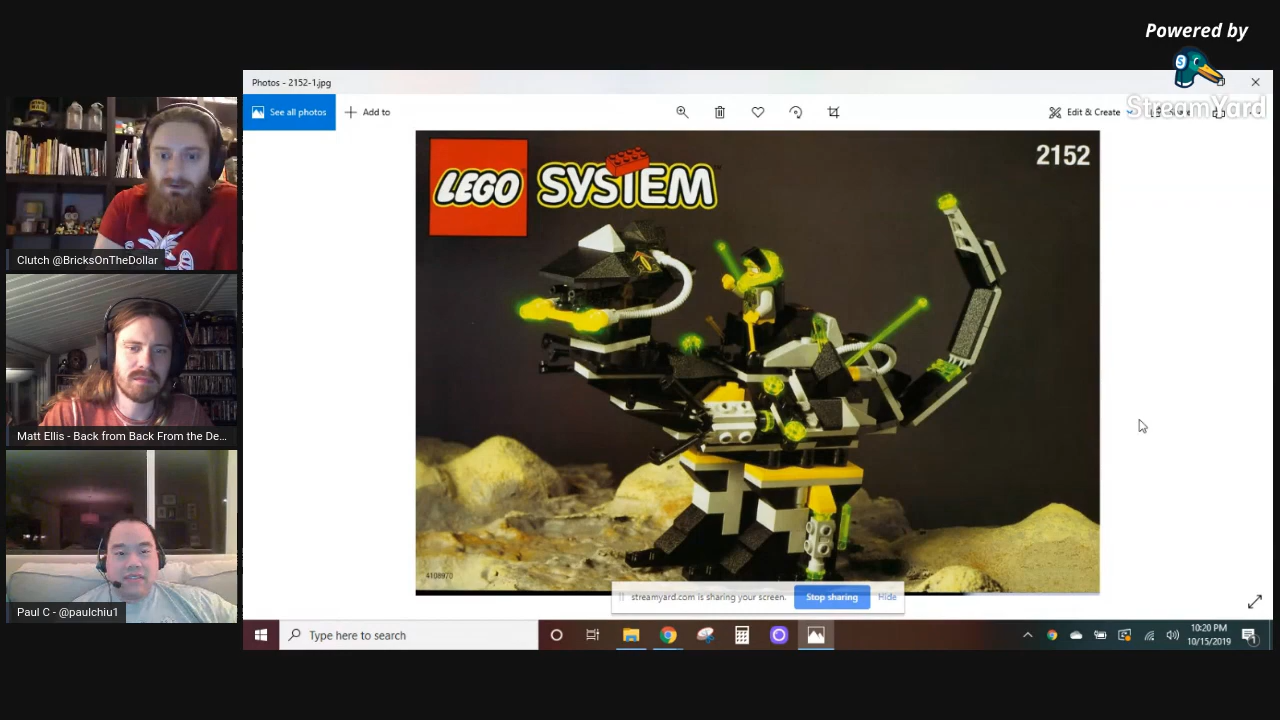 Powered by
StreamYard
Photos - 2152-1.jpg
See all photos
Add to
Edit & Create
2152
LEGO SYSTEM
Clutch @BricksOnTheDollar
Matt Ellis - Back from Back From the De...
Paul C - @paulchiu1
4108970
streamyard.com is sharing your screen.
Stop sharing
Hide
Type here to search
10:20 PM
10/15/2019